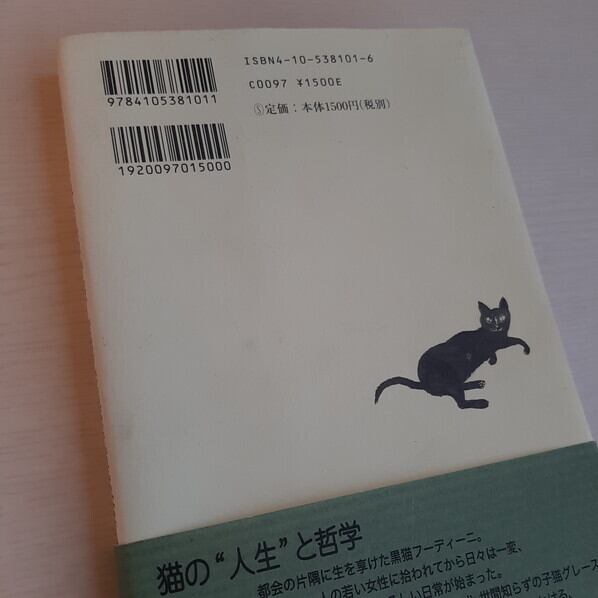 ISBN4-10-538101-6
C0097 ¥1500E
Ⓢ定価：本体1500円(税別)
9784105381011
1920097015000
猫の“人生”と哲学
都会の片隅に生を享けた黒猫フーディーニ。
人の若い女性に拾われてから日々は一変、
しい日常が始まった。
世間知らずの子猫グレース